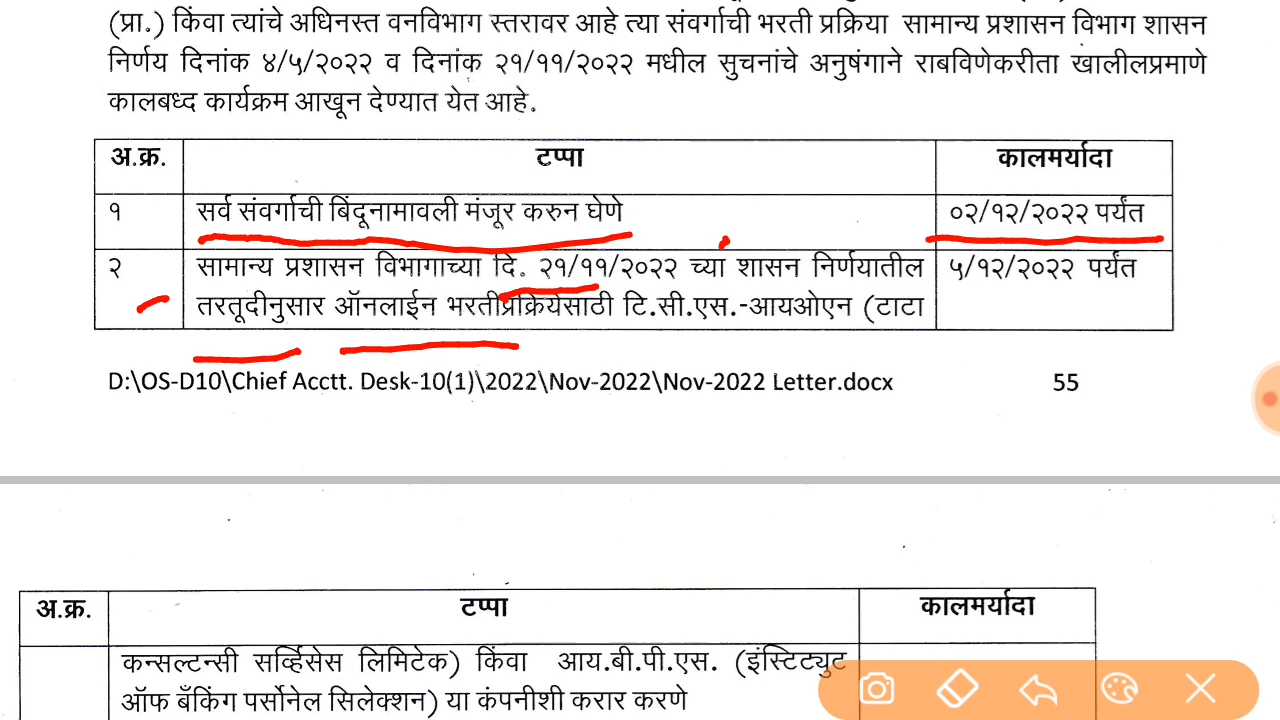 (प्रा.) किंवा त्यांचे अधिनस्त वनविभाग स्तरावर आहे त्या संवर्गाची भरती प्रक्रिया सामान्य प्रशासन विभाग शासन
निर्णय दिनांक ४/५/२०२२ व दिनांक २१/११/२०२२ मधील सुचनांचे अनुषंगाने राबविणेकरीता खालीलप्रमाणे
कालबध्द कार्यक्रम आखून देण्यात येत आहे.
अ.क्र. टप्पा कालमर्यादा
१ सर्व संवर्गाची बिंदूनामावली मंजूर करुन घेणे ०२/१२/२०२२ पर्यंत
२ सामान्य प्रशासन विभागाच्या दि. २१/११/२०२२ च्या शासन निर्णयातील ५/१२/२०२२ पर्यंत
तरतूदीनुसार ऑनलाईन भरतीप्रक्रियेसाठी टि.सी.एस.-आयओएन (टाटा
D:\OS-D10\Chief Acctt. Desk-10(1)\2022\Nov-2022\Nov-2022 Letter.docx 55
अ.क्र. टप्पा कालमर्यादा
कन्सल्टन्सी सर्व्हिसेस लिमिटेक) किंवा आय.बी.पी.एस. (इंस्टिट्युट
ऑफ बँकिंग पर्सोनेल सिलेक्शन) या कंपनीशी करार करणे